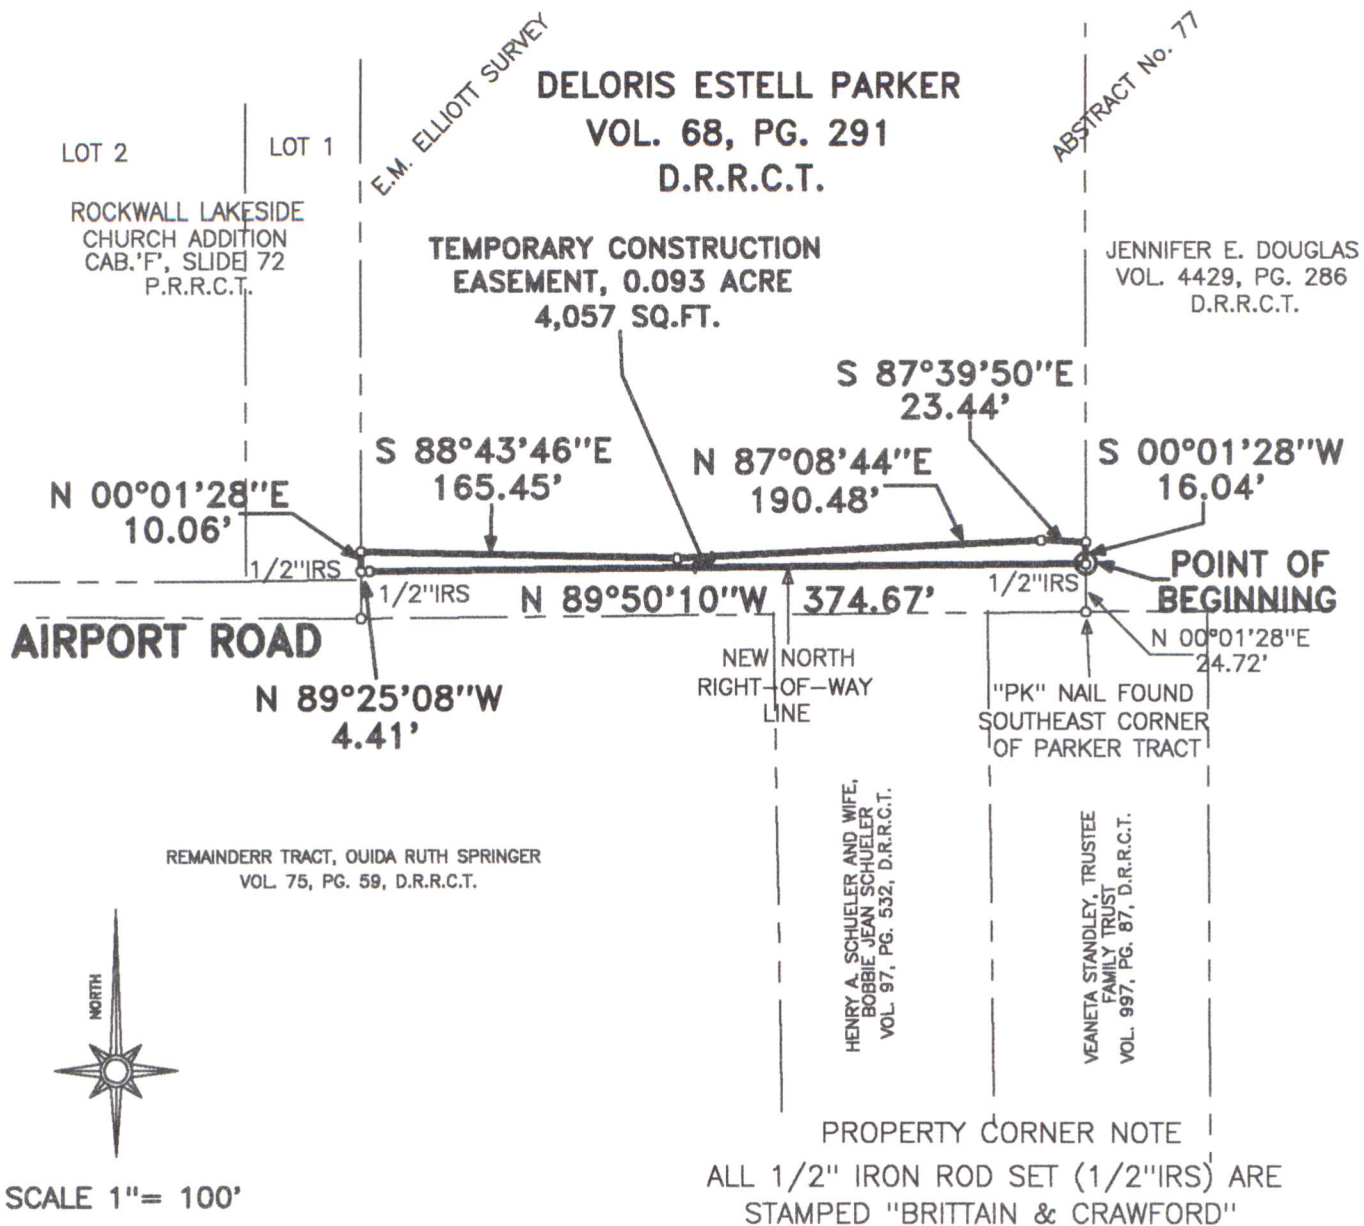 E.M. ELLIOTT SURVEY
DELORIS ESTELL PARKER
VOL. 68, PG. 291
D.R.R.C.T.
ABSTRACT No. 77
LOT 2
LOT 1
ROCKWALL LAKESIDE
CHURCH ADDITION
CAB.'F', SLIDE 72
P.R.R.C.T.
TEMPORARY CONSTRUCTION
EASEMENT, 0.093 ACRE
4,057 SQ.FT.
JENNIFER E. DOUGLAS
VOL. 4429, PG. 286
D.R.R.C.T.
S 87°39'50"E
23.44'
S 88°43'46"E
165.45'
N 87°08'44"E
190.48'
S 00°01'28"W
16.04'
N 00°01'28"E
10.06'
1/2"IRS
1/2"IRS
N 89°50'10"W 374.67'
1/2"IRS
POINT OF
BEGINNING
AIRPORT ROAD
N 00°01'28"E
24.72'
N 89°25'08"W
4.41'
NEW NORTH
RIGHT-OF-WAY
LINE
"PK" NAIL FOUND
SOUTHEAST CORNER
OF PARKER TRACT
REMAINDERR TRACT, OUIDA RUTH SPRINGER
VOL. 75, PG. 59, D.R.R.C.T.
HENRY A. SCHUELER AND WIFE,
BOBBIE JEAN SCHUELER
VOL. 97, PG. 532, D.R.R.C.T.
VEANETA STANDLEY, TRUSTEE
FAMILY TRUST
VOL. 997, PG. 87, D.R.R.C.T.
NORTH
SCALE 1"= 100'
PROPERTY CORNER NOTE
ALL 1/2" IRON ROD SET (1/2"IRS) ARE
STAMPED "BRITTAIN & CRAWFORD"